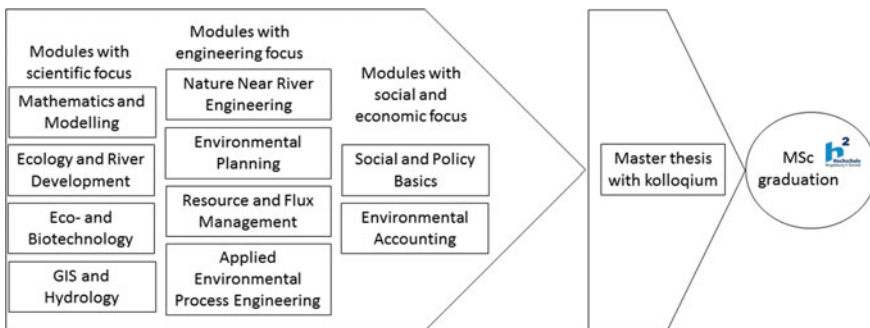 Modules with
scientific focus
Mathematics and
Modelling
Ecology and River
Development
Eco- and
Biotechnology
GIS and
Hydrology
Modules with
engineering focus
Nature Near River
Engineering
Environmental
Planning
Resource and Flux
Management
Applied
Environmental
Process Engineering
Modules with
social and
economic focus
Social and Policy
Basics
Environmental
Accounting
Master thesis
with kolloqium
MSc
graduation
h2
Hochschule